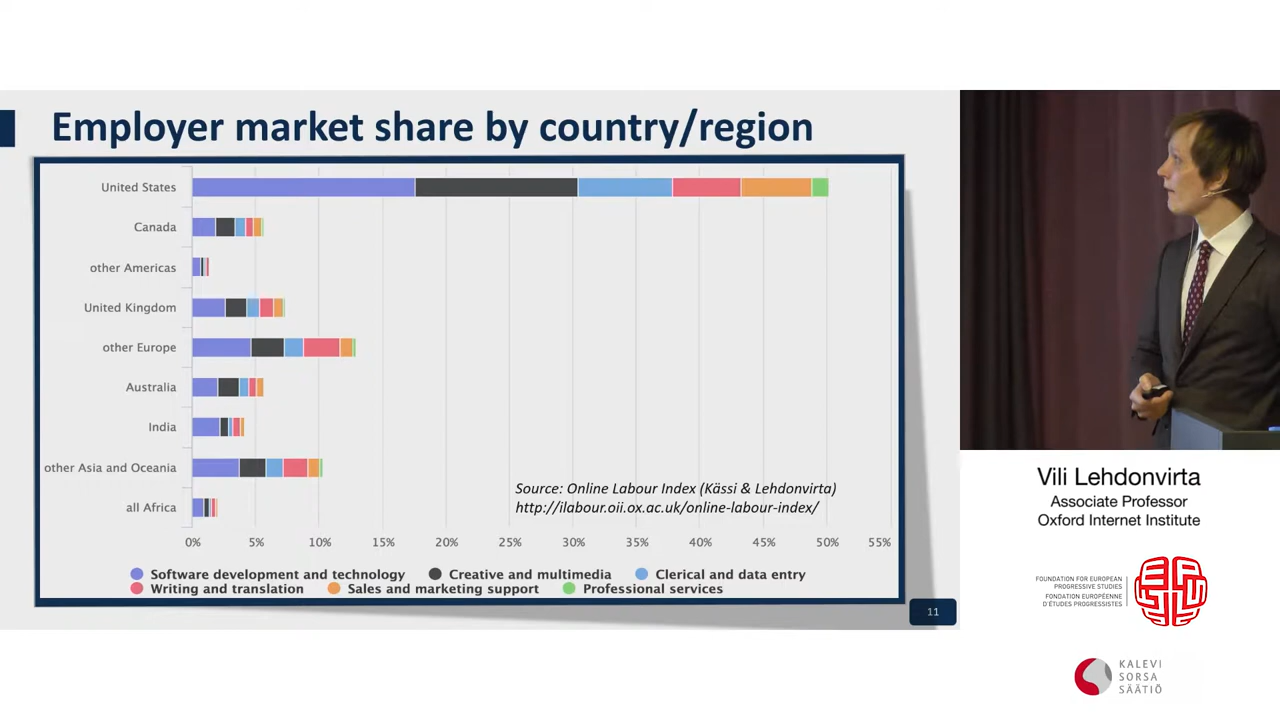 Employer market share by country/region
United States
Canada
other Americas
United Kingdom
other Europe
Australia
India
other Asia and Oceania
all Africa
Source: Online Labour Index (Kässi & Lehdonvirta)
http://ilabour.oii.ox.ac.uk/online-labour-index/
0% 5% 10% 15% 20% 25% 30% 35% 40% 45% 50% 55%
Software development and technology Creative and multimedia Clerical and data entry
Writing and translation Sales and marketing support Professional services
11
Vili Lehdonvirta
Associate Professor
Oxford Internet Institute
FOUNDATION FOR EUROPEAN
PROGRESSIVE STUDIES
FONDATION EUROPÉENNE
D'ÉTUDES PROGRESSISTES
KALEVI
SORSA
SÄÄTIÖ